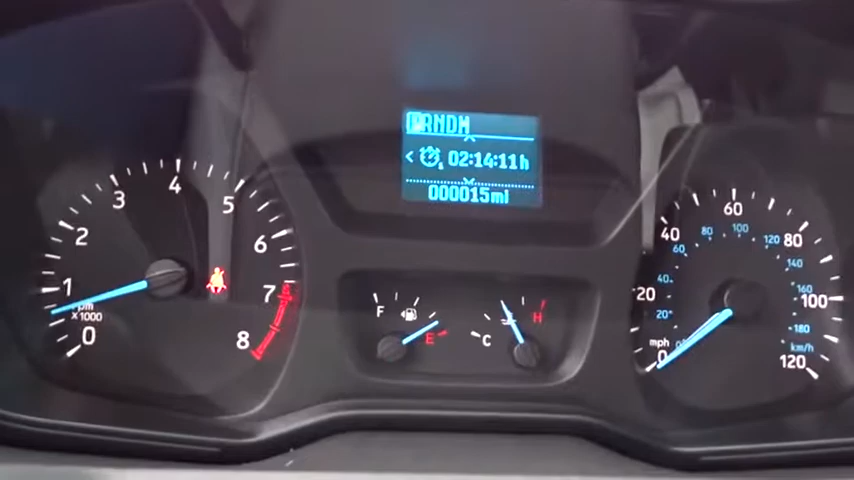 PRNDM
< 02:14:11h
000015mi
0 1 2 3 4 5 6 7 8
rpm
x1000
F E
C H
0 20 40 60 80 100 120
mph
20 40 60 80 100 120 140 160 180
km/h